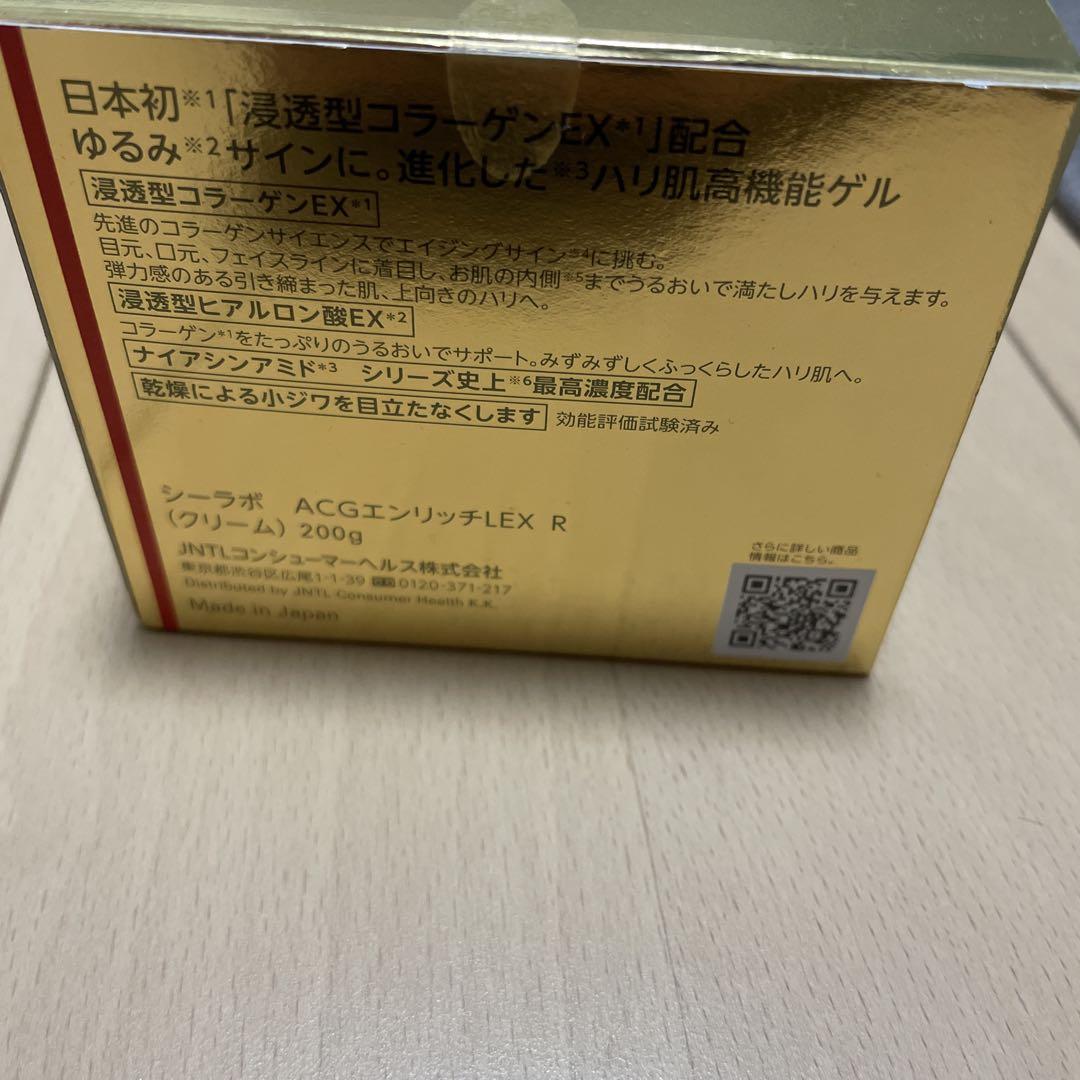 日本初※1「浸透型コラーゲンEX*1」配合
ゆるみ※2サインに。進化した※3ハリ肌高機能ゲル
浸透型コラーゲンEX*1
先進のコラーゲンサイエンスでエイジングサイン※4に挑む。
目元、口元、フェイスラインに着目し、お肌の内側※5までうるおいで満たしハリを与えます。
弾力感のある引き締まった肌、上向きのハリへ。
浸透型ヒアルロン酸EX*2
コラーゲン*1をたっぷりのうるおいでサポート。みずみずしくふっくらしたハリ肌へ。
ナイアシンアミド*3 シリーズ史上※6最高濃度配合
乾燥による小ジワを目立たなくします 効能評価試験済み
シーラボ ACGエンリッチLEX R
(クリーム) 200g
JNTLコンシューマーヘルス株式会社
東京都渋谷区広尾1-1-39 0120-371-217
Distributed by JNTL Consumer Health K.K.
Made in Japan
さらに詳しい商品
情報はこちら。